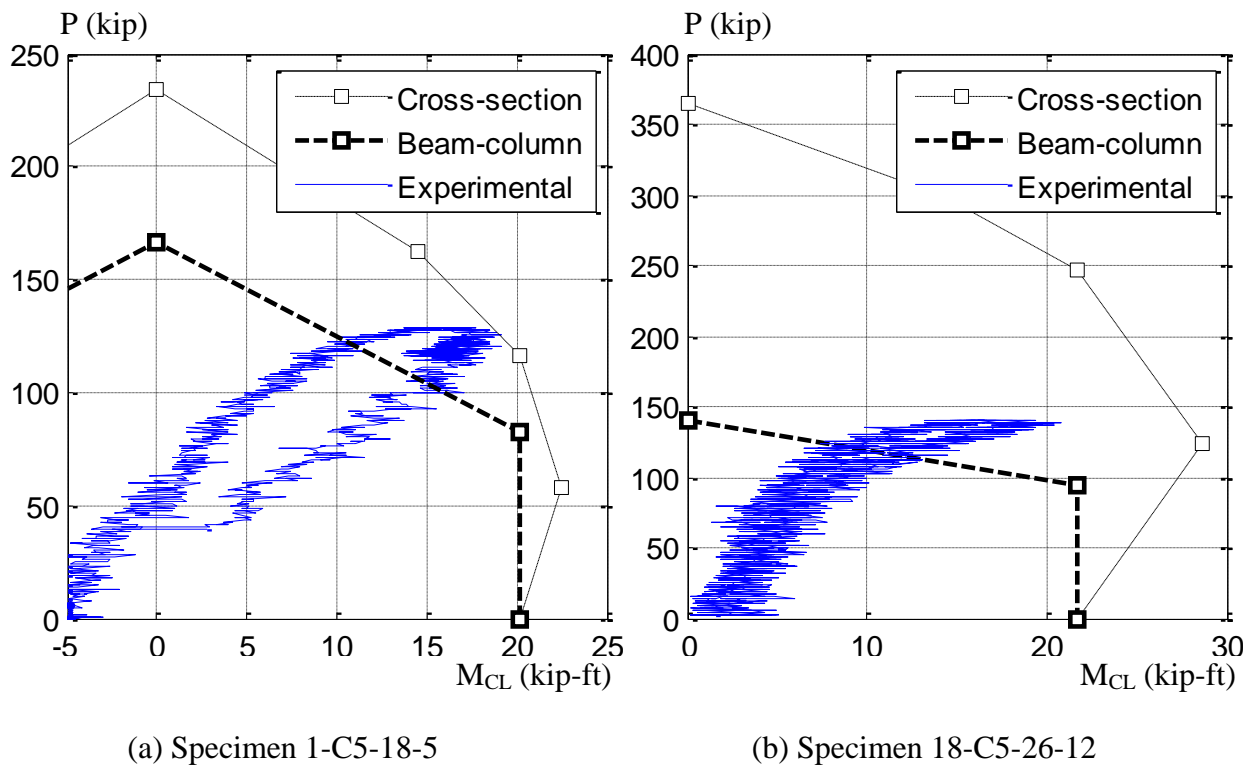 P (kip)
250
200
150
100
50
0
-5 0 5 10 15 20 25
M_CL (kip-ft)
Cross-section
Beam-column
Experimental
(a) Specimen 1-C5-18-5
P (kip)
400
350
300
250
200
150
100
50
0
0 10 20 30
M_CL (kip-ft)
Cross-section
Beam-column
Experimental
(b) Specimen 18-C5-26-12